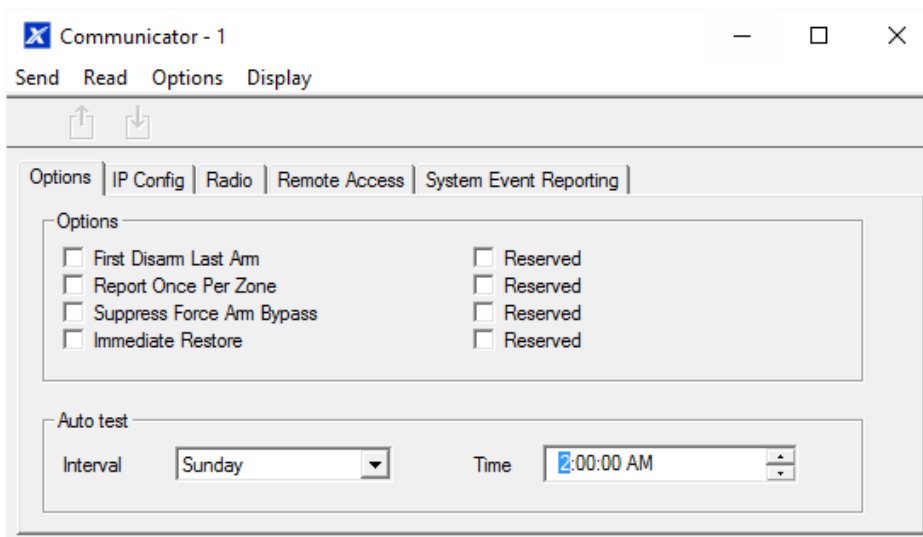 Communicator - 1
Send Read Options Display
Options IP Config Radio Remote Access System Event Reporting
Options
First Disarm Last Arm Reserved
Report Once Per Zone Reserved
Suppress Force Arm Bypass Reserved
Immediate Restore Reserved
Auto test
Interval Sunday Time 2:00:00 AM